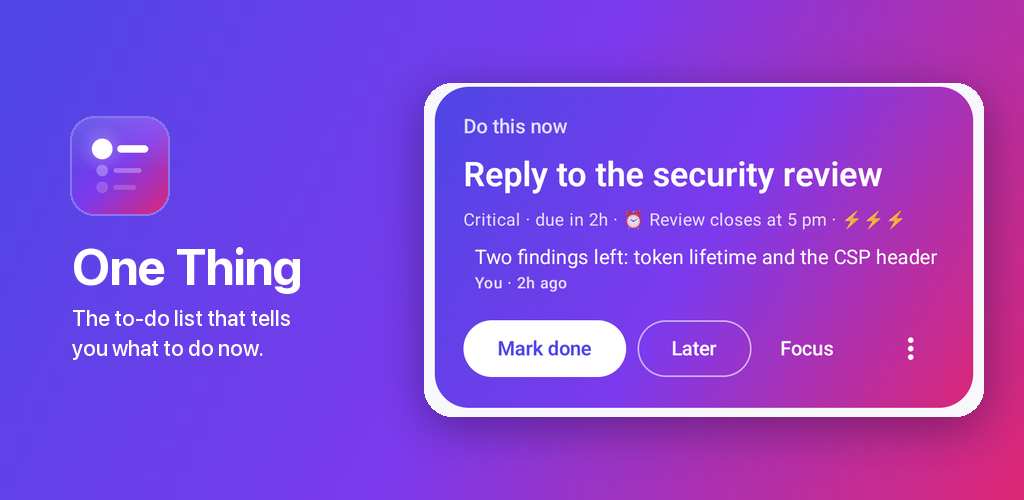 One Thing
The to-do list that tells
you what to do now.
Do this now
Reply to the security review
Critical · due in 2h · ⏰ Review closes at 5 pm · ⚡⚡⚡
Two findings left: token lifetime and the CSP header
You · 2h ago
Mark done
Later
Focus